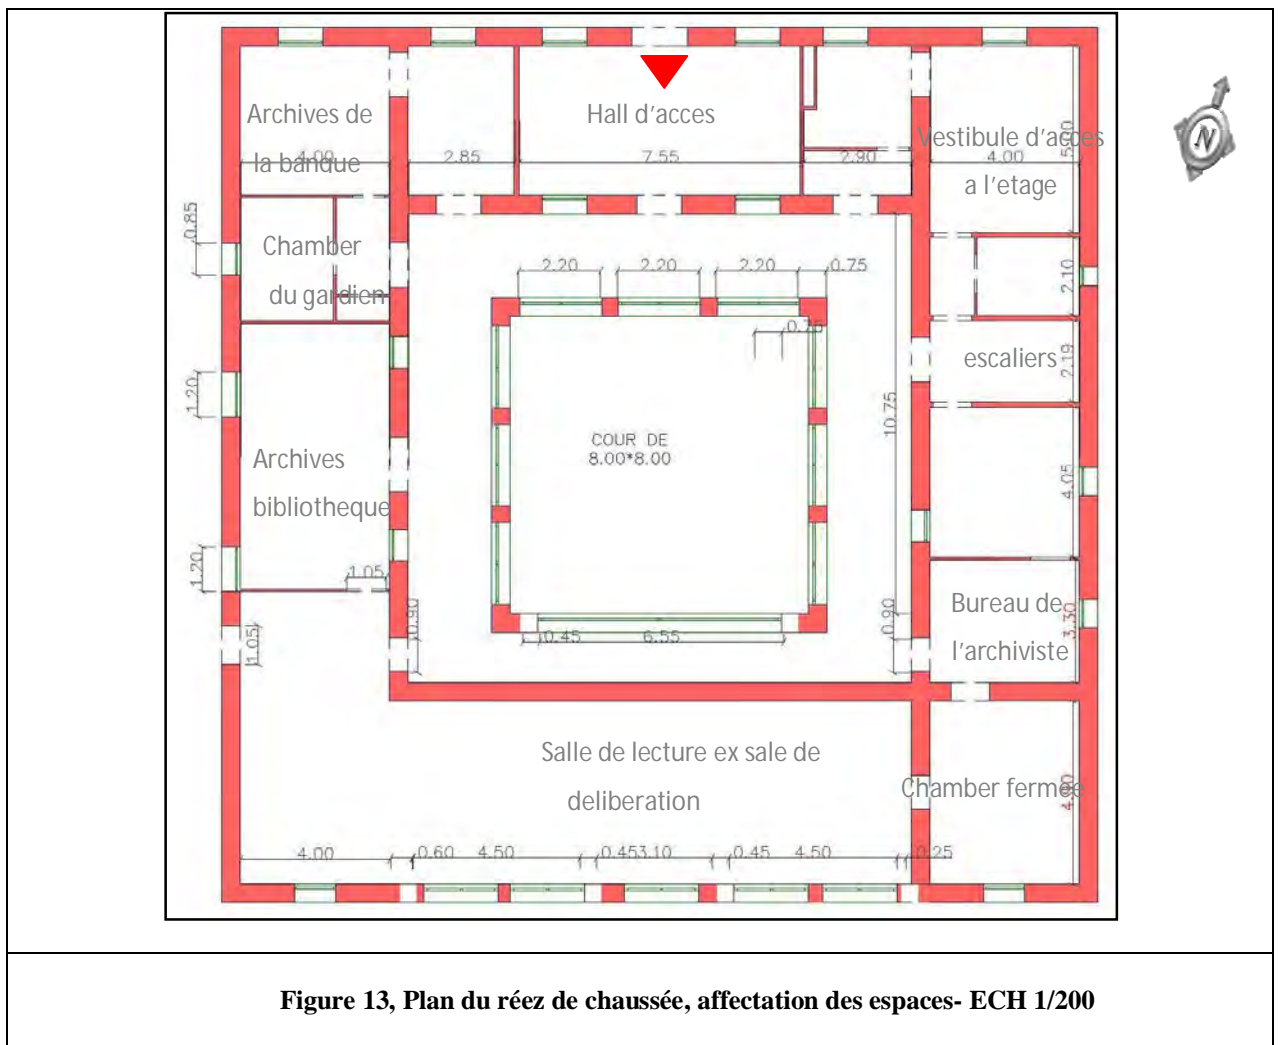 N
Archives de
la banque
Hall d'acces
Vestibule d'acces
a l'etage
4.00
2.85
7.55
2.90
4.00
0.85
Chamber
du gardien
2.20
2.20
2.20
0.75
2.10
0.75
escaliers
2.19
1.20
10.75
COUR DE
8.00*8.00
Archives
bibliotheque
4.05
1.20
1.05
Bureau de
l'archiviste
3.30
0.90
0.90
1.05
0.45
6.55
Salle de lecture ex sale de
deliberation
Chamber fermée
4.00
0.60
4.50
0.45
3.10
0.45
4.50
0.25
Figure 13, Plan du réez de chaussée, affectation des espaces- ECH 1/200